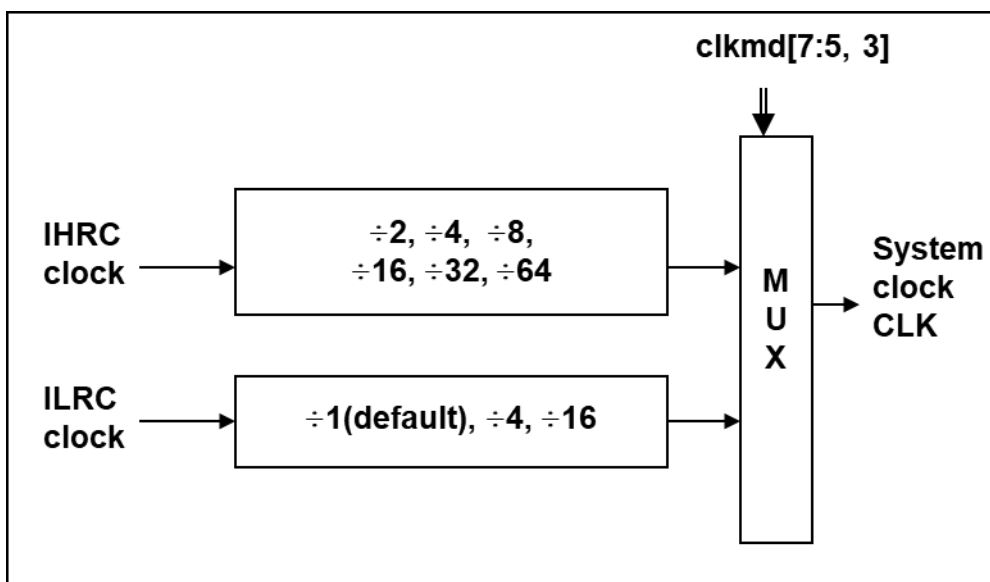 clkmd[7:5, 3]
IHRC
clock
÷2, ÷4, ÷8,
÷16, ÷32, ÷64
M
U
X
System
clock
CLK
ILRC
clock
÷1(default), ÷4, ÷16